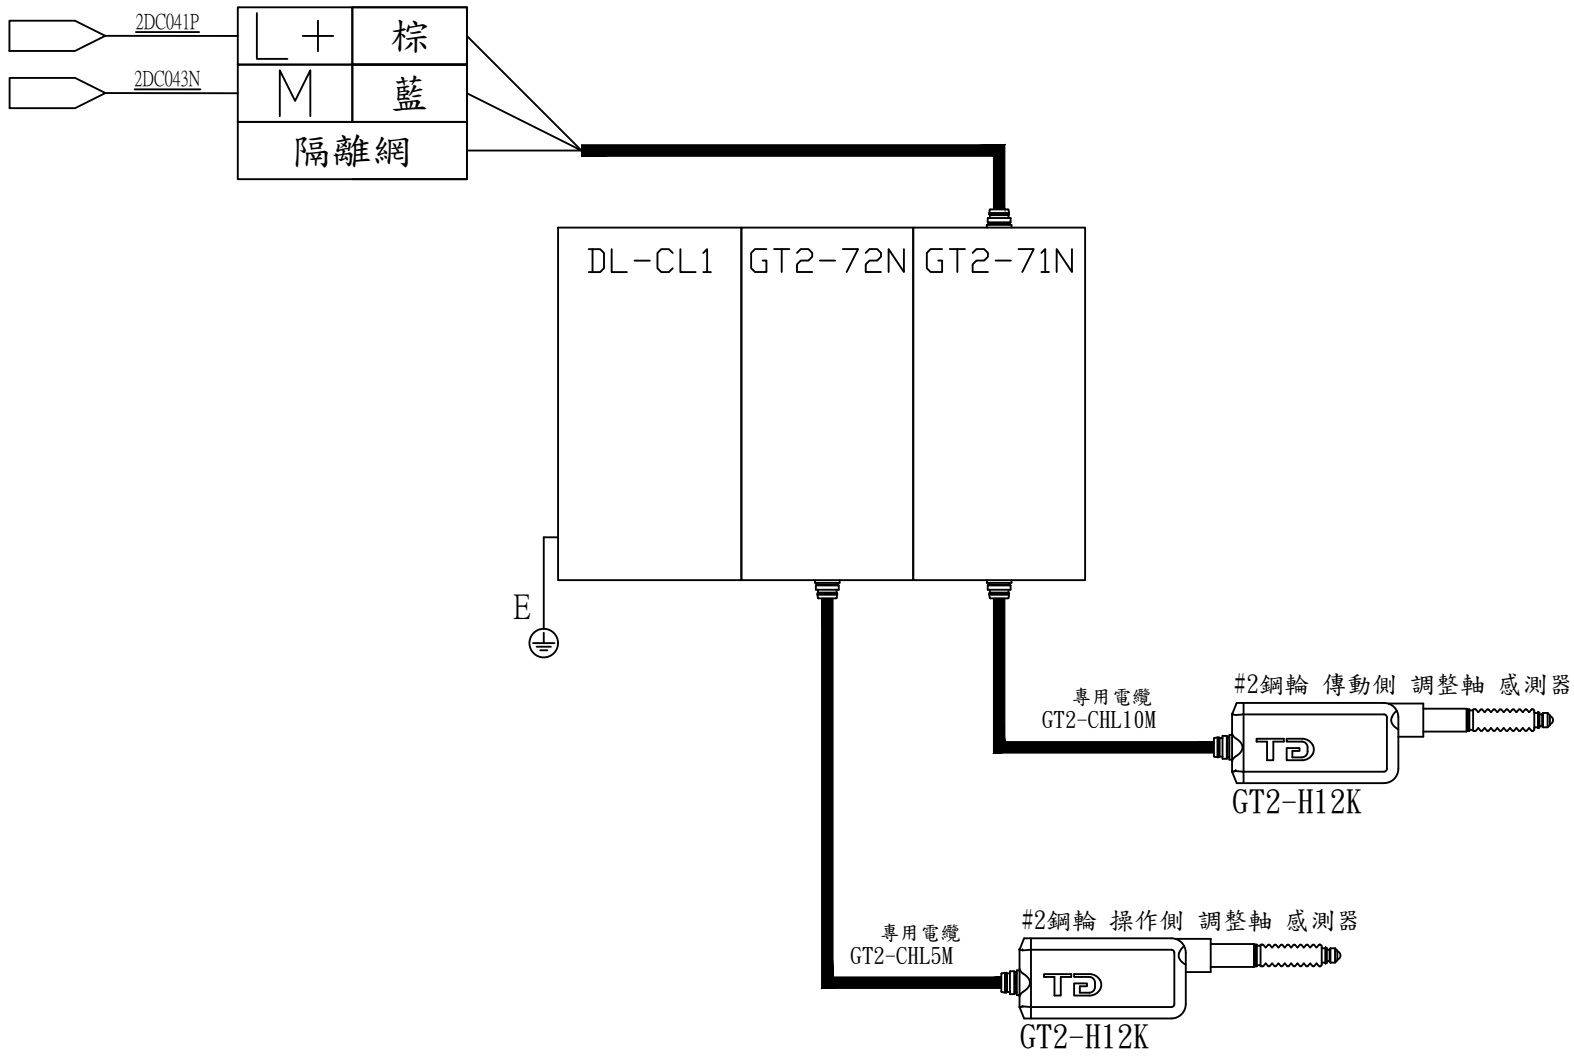 2DC041P
L+ 棕
2DC043N
M 藍
隔離網
DL-CL1 GT2-72N GT2-71N
E
#2鋼輪 傳動側 調整軸 感測器
專用電纜
GT2-CHL10M
GT2-H12K
#2鋼輪 操作側 調整軸 感測器
專用電纜
GT2-CHL5M
GT2-H12K